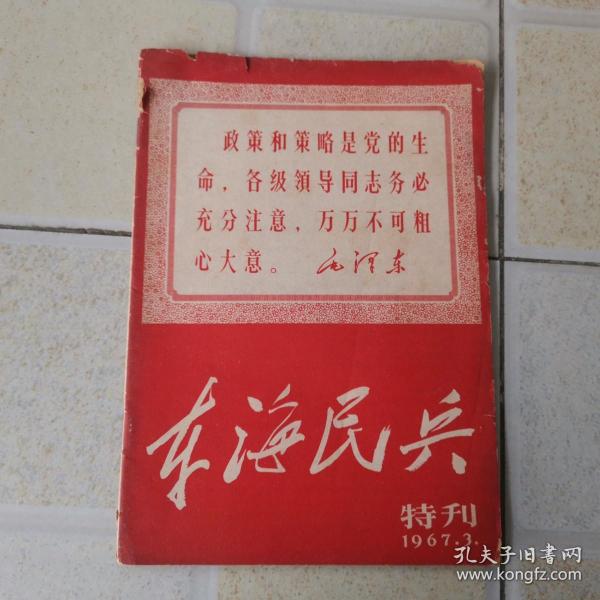 政策和策略是党的生
命，各级領导同志务必
充分注意，万万不可粗
心大意。 毛泽东
东海民兵
特刊
1967.3.
孔夫子旧書网
www.kongfz.com